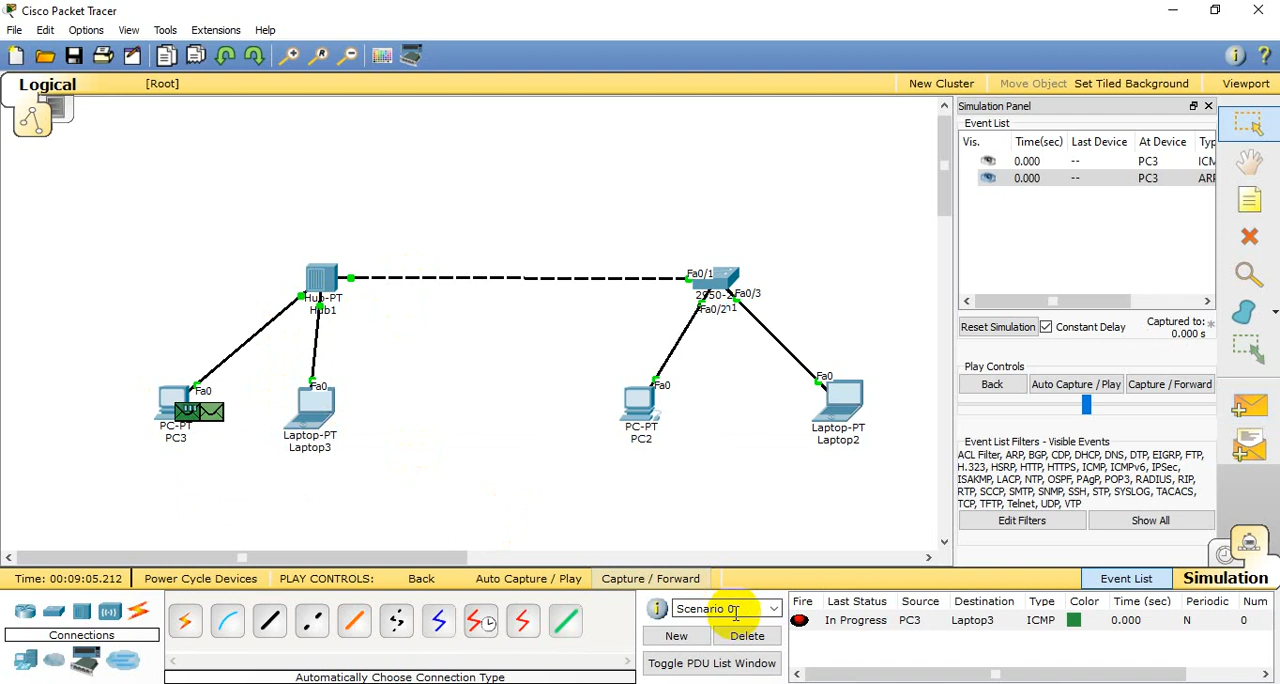 Cisco Packet Tracer
File Edit Options View Tools Extensions Help
Logical [Root] New Cluster Move Object Set Tiled Background Viewport
Simulation Panel
Event List
Vis. Time(sec) Last Device At Device Typ
0.000 -- PC3 ICM
0.000 -- PC3 ARP
Fa0/1
Hub-PT
Hub1
Fa0/3
Fa0/2
Reset Simulation Constant Delay Captured to: *
0.000 s
Play Controls
Back Auto Capture / Play Capture / Forward
Fa0
Fa0
Fa0
Fa0
PC-PT
PC3
Laptop-PT
Laptop3
PC-PT
PC2
Laptop-PT
Laptop2
Event List Filters - Visible Events
ACL Filter, ARP, BGP, CDP, DHCP, DNS, DTP, EIGRP, FTP,
H.323, HSRP, HTTP, HTTPS, ICMP, ICMPv6, IPSec,
ISAKMP, LACP, NTP, OSPF, PAgP, POP3, RADIUS, RIP,
RTP, SCCP, SMTP, SNMP, SSH, STP, SYSLOG, TACACS,
TCP, TFTP, Telnet, UDP, VTP
Edit Filters Show All
Time: 00:09:05.212 Power Cycle Devices PLAY CONTROLS: Back Auto Capture / Play Capture / Forward Event List Simulation
Connections
Automatically Choose Connection Type
Scenario 0
New Delete
Toggle PDU List Window
Fire Last Status Source Destination Type Color Time (sec) Periodic Num
In Progress PC3 Laptop3 ICMP 0.000 N 0